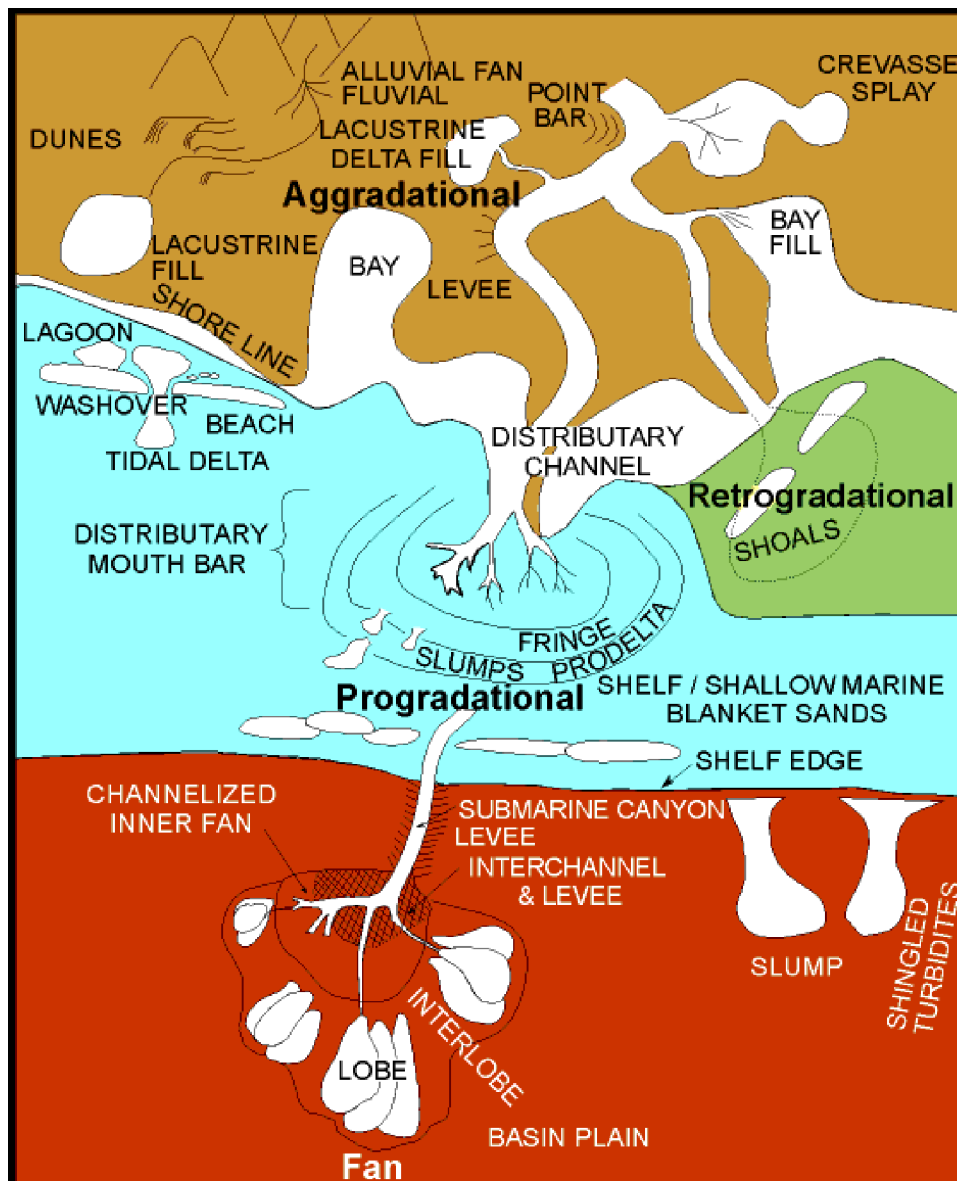 ALLUVIAL FAN
FLUVIAL
CREVASSE
SPLAY
POINT
BAR
DUNES
LACUSTRINE
DELTA FILL
Aggradational
LACUSTRINE
FILL
BAY
BAY
FILL
LEVEE
SHORE LINE
LAGOON
WASHOVER
BEACH
TIDAL DELTA
DISTRIBUTARY
CHANNEL
Retrogradational
SHOALS
DISTRIBUTARY
MOUTH BAR
FRINGE
PRODELTA
SLUMPS
Progradational
SHELF / SHALLOW MARINE
BLANKET SANDS
SHELF EDGE
CHANNELIZED
INNER FAN
SUBMARINE CANYON
LEVEE
INTERCHANNEL
& LEVEE
SLUMP
SHINGLED
TURBIDITES
INTERLOBE
LOBE
BASIN PLAIN
Fan